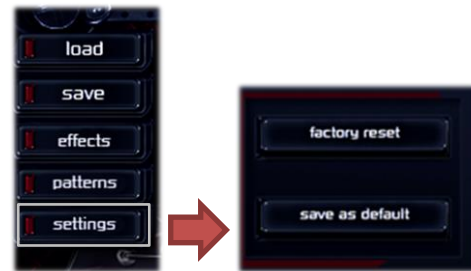 load
save
effects
patterns
settings
factory reset
save as default